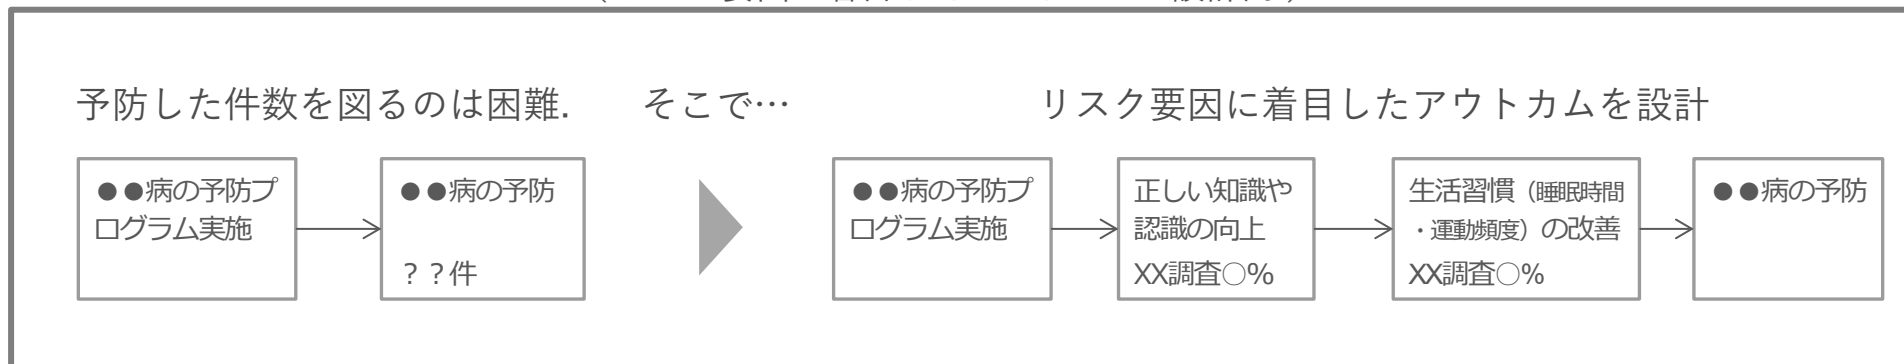 予防した件数を図るのは困難.　そこで…　リスク要因に着目したアウトカムを設計
●●病の予防プ
ログラム実施
●●病の予防
??件
●●病の予防プ
ログラム実施
正しい知識や
認識の向上
XX調査○%
生活習慣(睡眠時間
・運動頻度)の改善
XX調査○%
●●病の予防